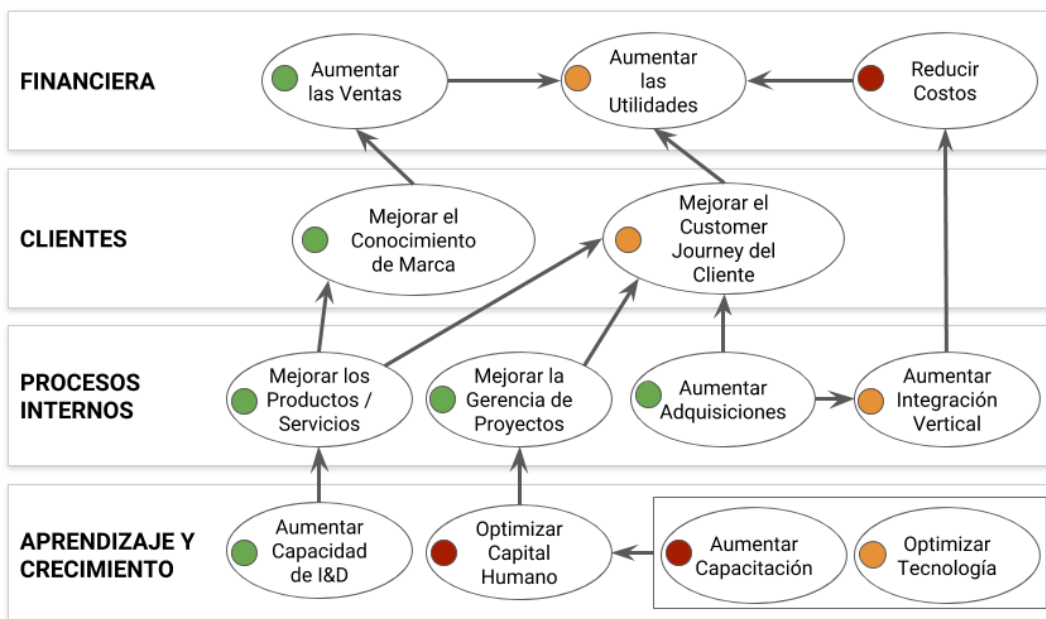 FINANCIERA
Aumentar
las Ventas
Aumentar
las
Utilidades
Reducir
Costos
CLIENTES
Mejorar el
Conocimiento
de Marca
Mejorar el
Customer
Journey del
Cliente
PROCESOS
INTERNOS
Mejorar los
Productos /
Servicios
Mejorar la
Gerencia de
Proyectos
Aumentar
Adquisiciones
Aumentar
Integración
Vertical
APRENDIZAJE Y
CRECIMIENTO
Aumentar
Capacidad
de I&D
Optimizar
Capital
Humano
Aumentar
Capacitación
Optimizar
Tecnología